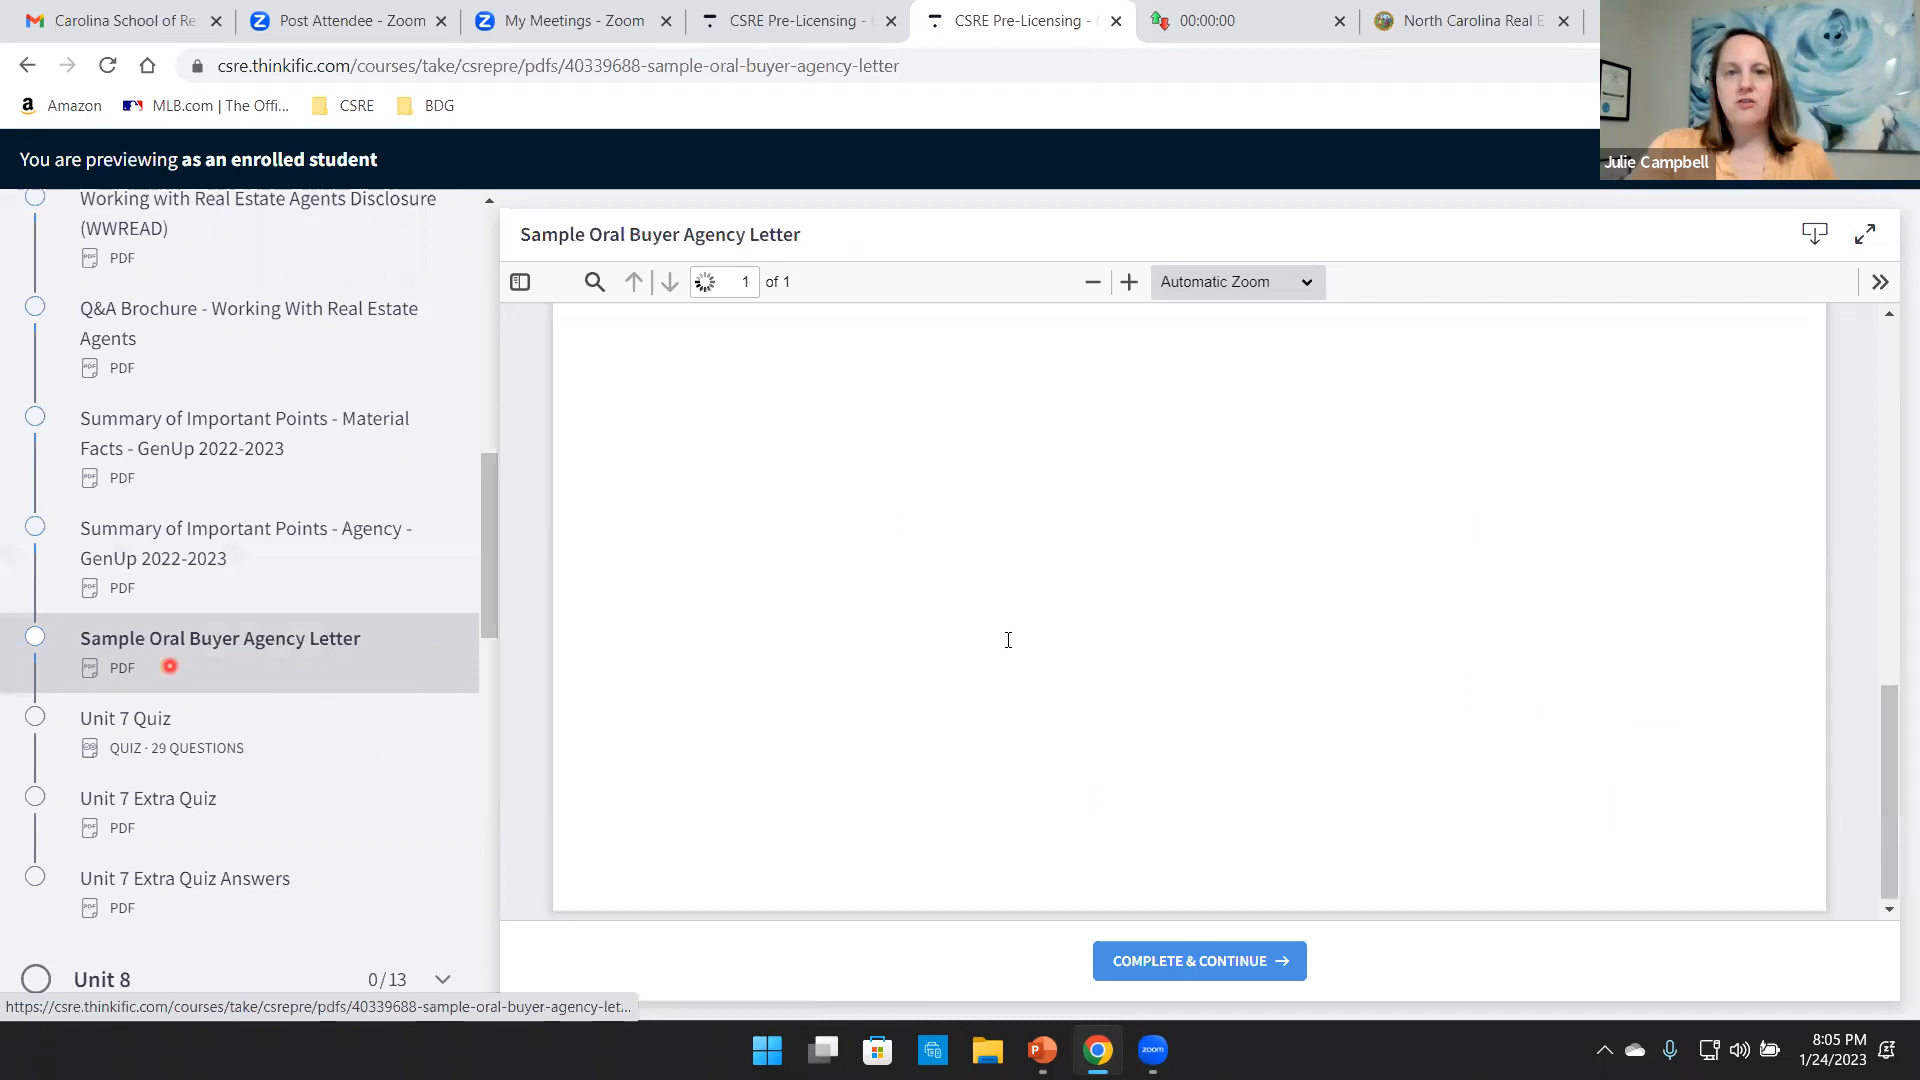 Carolina School of Re
Post Attendee - Zoom
My Meetings - Zoom
CSRE Pre-Licensing -
CSRE Pre-Licensing -
00:00:00
North Carolina Real E
csre.thinkific.com/courses/take/csrepre/pdfs/40339688-sample-oral-buyer-agency-letter
Amazon
MLB.com | The Offi...
CSRE
BDG
Julie Campbell
You are previewing as an enrolled student
Working with Real Estate Agents Disclosure
(WWREAD)
PDF
Q&A Brochure - Working With Real Estate
Agents
PDF
Summary of Important Points - Material
Facts - GenUp 2022-2023
PDF
Summary of Important Points - Agency -
GenUp 2022-2023
PDF
Sample Oral Buyer Agency Letter
PDF
Unit 7 Quiz
QUIZ · 29 QUESTIONS
Unit 7 Extra Quiz
PDF
Unit 7 Extra Quiz Answers
PDF
Unit 8 0/13
https://csre.thinkific.com/courses/take/csrepre/pdfs/40339688-sample-oral-buyer-agency-let...
Sample Oral Buyer Agency Letter
1 of 1
Automatic Zoom
COMPLETE & CONTINUE
zoom
8:05 PM
1/24/2023